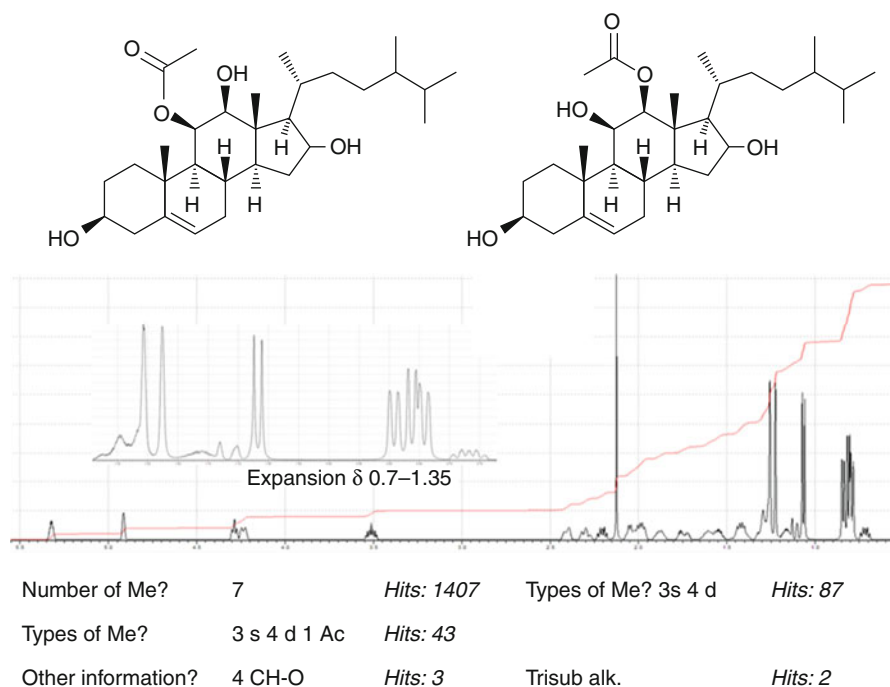 O
O
OH
H
H
H
H
OH
HO
O
O
HO
H
H
H
H
OH
HO
Expansion δ 0.7–1.35
Number of Me? 7 Hits: 1407 Types of Me? 3s 4 d Hits: 87
Types of Me? 3 s 4 d 1 Ac Hits: 43
Other information? 4 CH-O Hits: 3 Trisub alk. Hits: 2